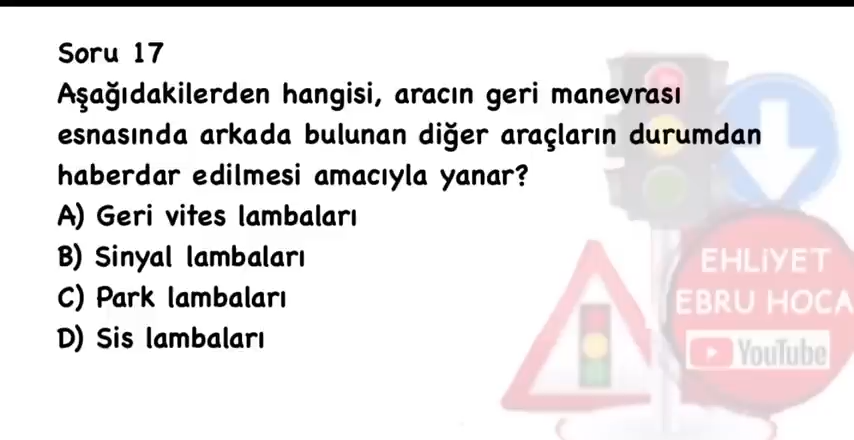 Soru 17
Aşağıdakilerden hangisi, aracın geri manevrası
esnasında arkada bulunan diğer araçların durumdan
haberdar edilmesi amacıyla yanar?
A) Geri vites lambaları
B) Sinyal lambaları
C) Park lambaları
D) Sis lambaları
EHLİYET
EBRU HOCA
YouTube